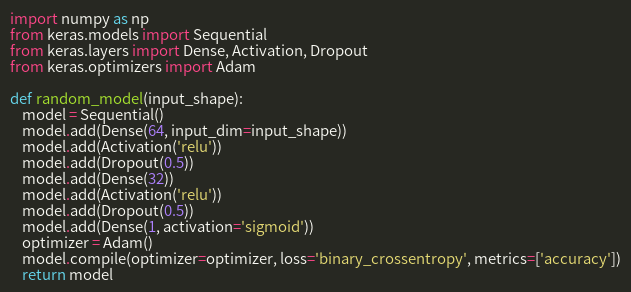 import numpy as np
from keras.models import Sequential
from keras.layers import Dense, Activation, Dropout
from keras.optimizers import Adam

def random_model(input_shape):
    model = Sequential()
    model.add(Dense(64, input_dim=input_shape))
    model.add(Activation('relu'))
    model.add(Dropout(0.5))
    model.add(Dense(32))
    model.add(Activation('relu'))
    model.add(Dropout(0.5))
    model.add(Dense(1, activation='sigmoid'))
    optimizer = Adam()
    model.compile(optimizer=optimizer, loss='binary_crossentropy', metrics=['accuracy'])
    return model